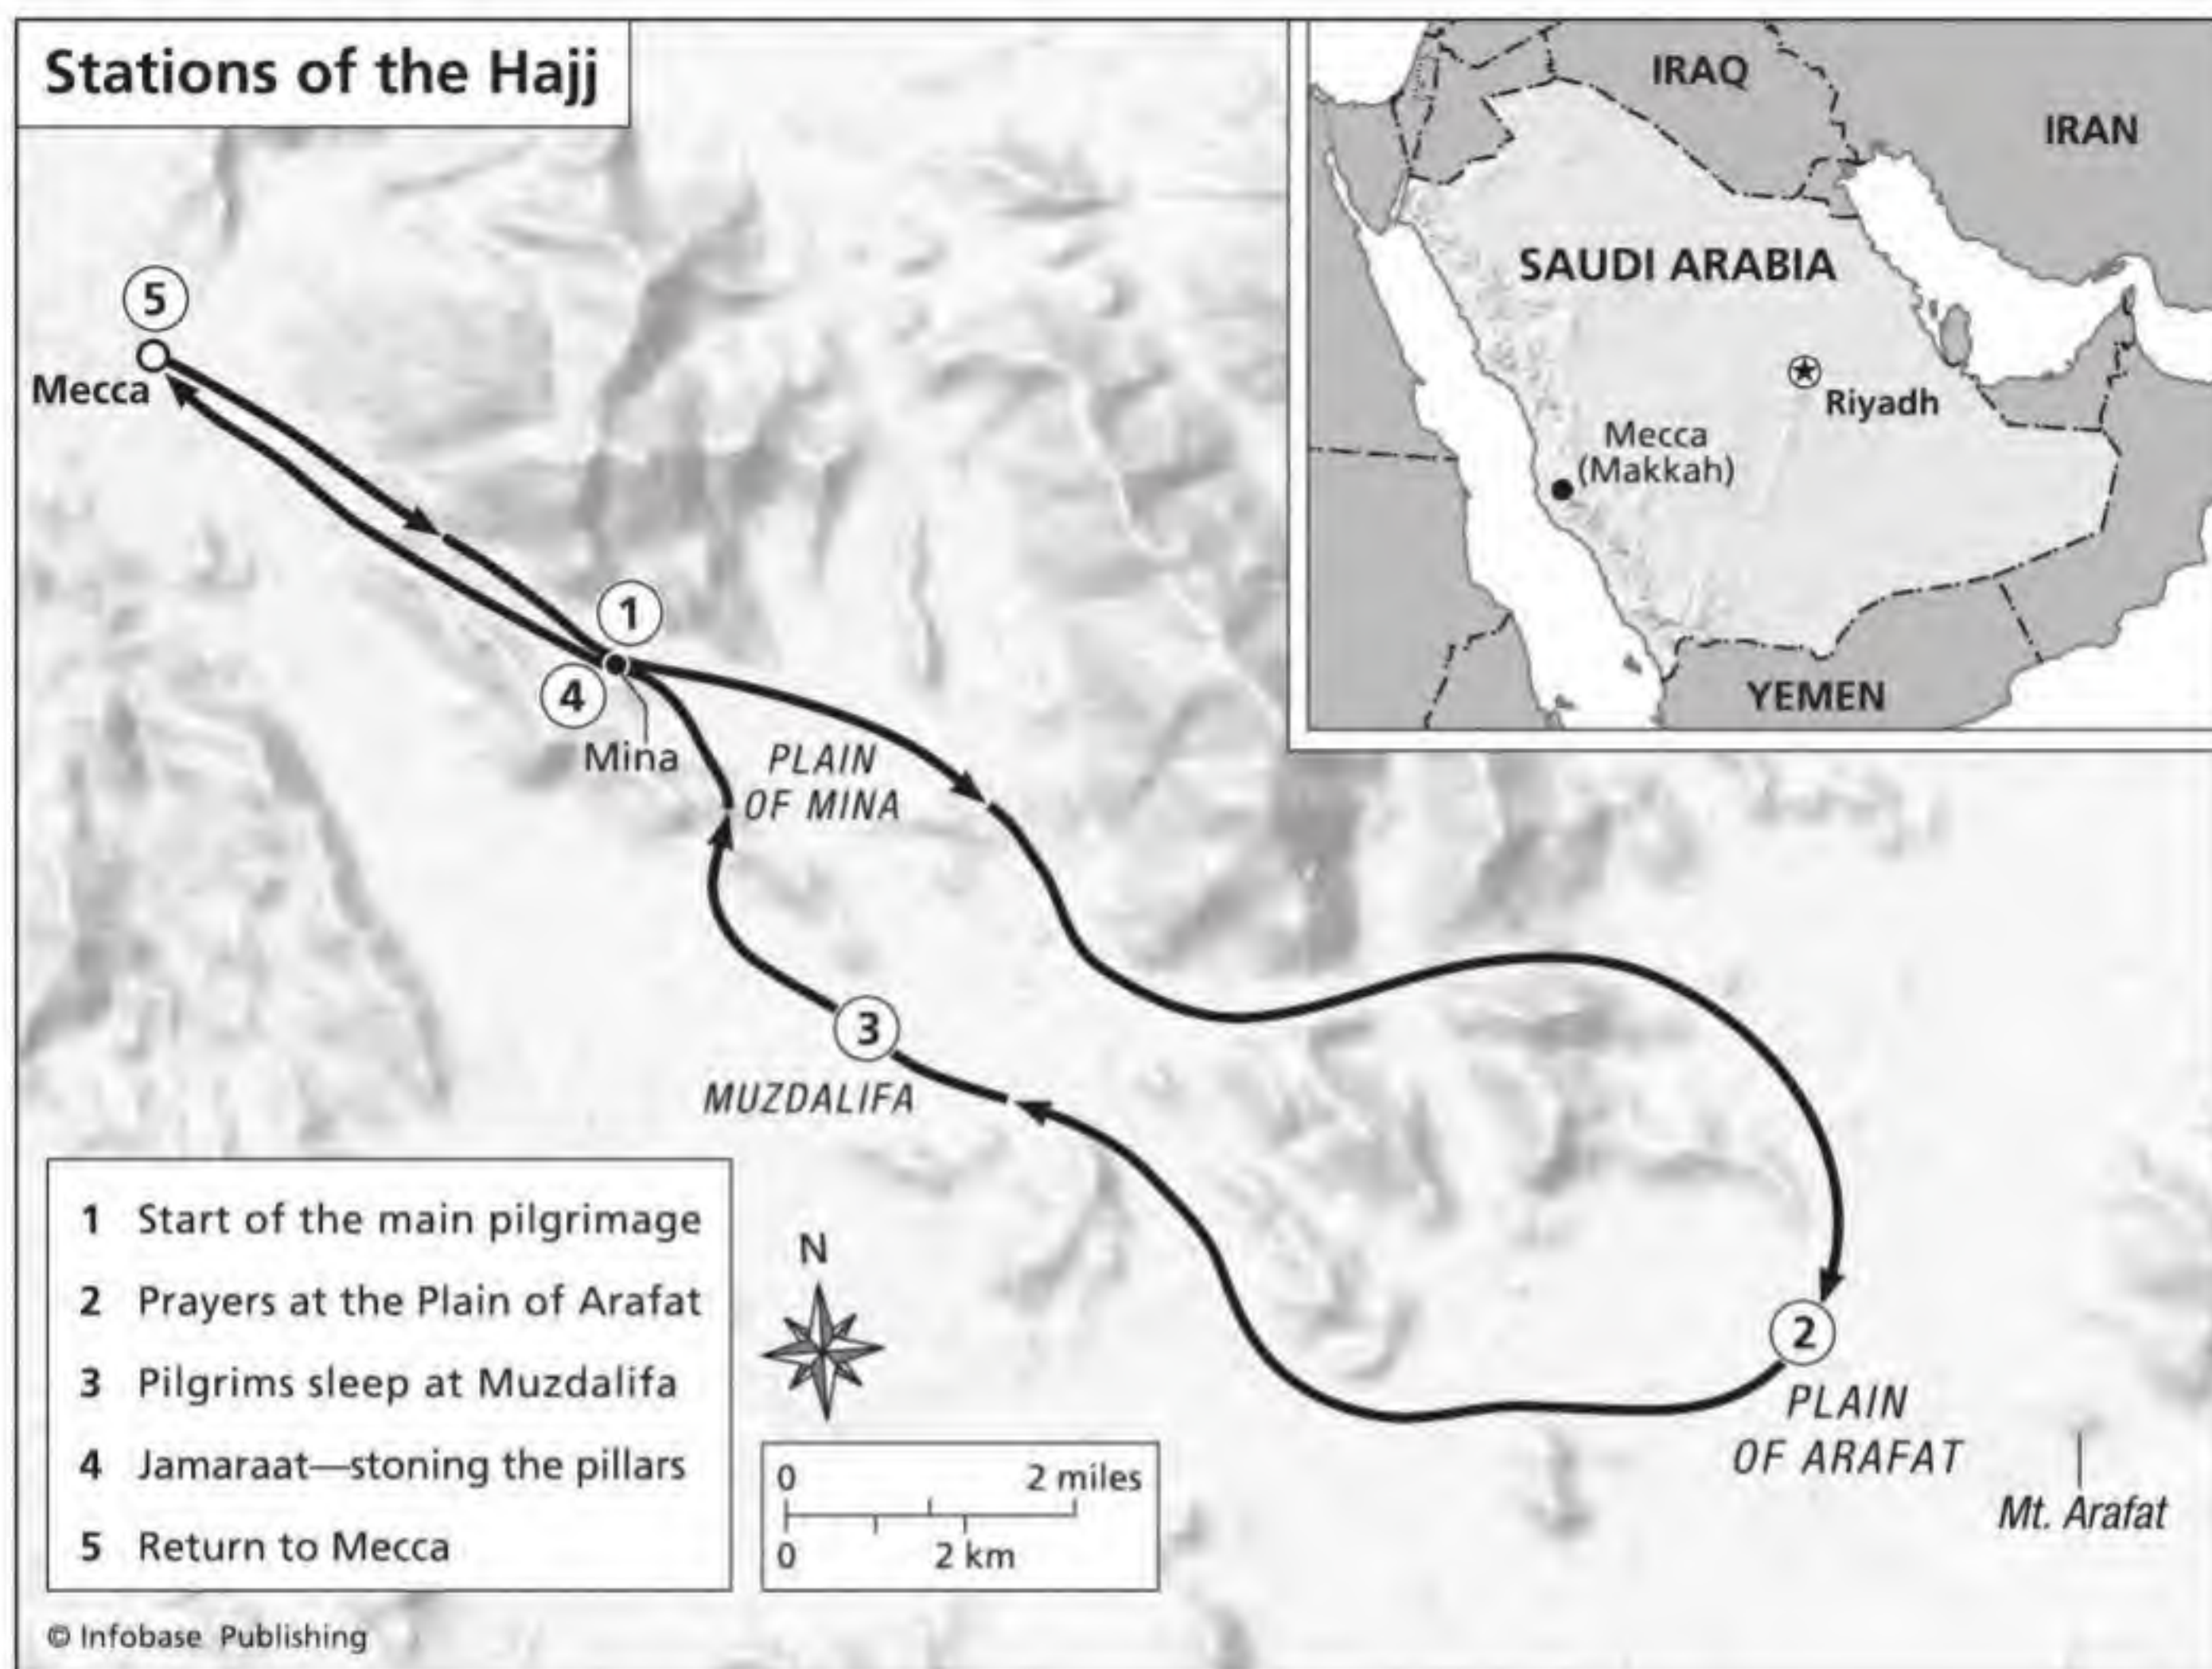 Stations of the Hajj
IRAQ
IRAN
SAUDI ARABIA
Riyadh
Mecca
(Makkah)
YEMEN
5
Mecca
1
4
Mina
PLAIN
OF MINA
3
MUZDALIFA
2
PLAIN
OF ARAFAT
Mt. Arafat
1 Start of the main pilgrimage
2 Prayers at the Plain of Arafat
3 Pilgrims sleep at Muzdalifa
4 Jamaraat—stoning the pillars
5 Return to Mecca
N
0 2 miles
0 2 km
© Infobase Publishing